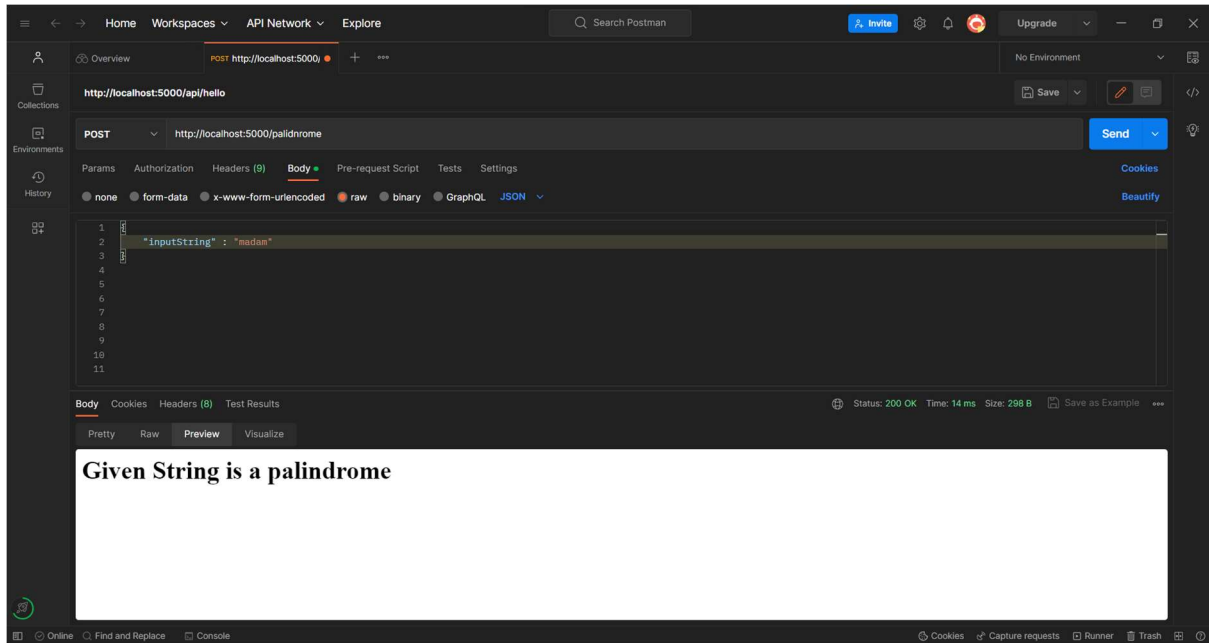 Home Workspaces API Network Explore Search Postman Invite Upgrade
Overview POST http://localhost:5000/ No Environment
http://localhost:5000/api/hello Save
POST http://localhost:5000/palidnrome Send
Params Authorization Headers (9) Body Pre-request Script Tests Settings Cookies
none form-data x-www-form-urlencoded raw binary GraphQL JSON Beautify
Collections
Environments
History
1 {
2 "inputString" : "madam"
3 }
4
5
6
7
8
9
10
11
Body Cookies Headers (8) Test Results Status: 200 OK Time: 14 ms Size: 298 B Save as Example
Pretty Raw Preview Visualize
Given String is a palindrome
Online Find and Replace Console Cookies Capture requests Runner Trash